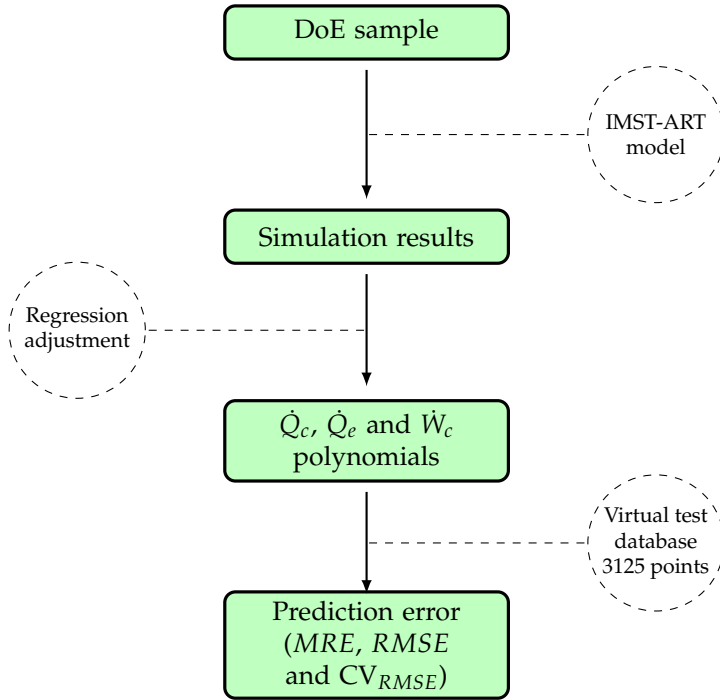 DoE sample
IMST-ART
model
Simulation results
Regression
adjustment
Q̇c, Q̇e and Ẇc
polynomials
Virtual test
database
3125 points
Prediction error
(MRE, RMSE
and CVRMSE)